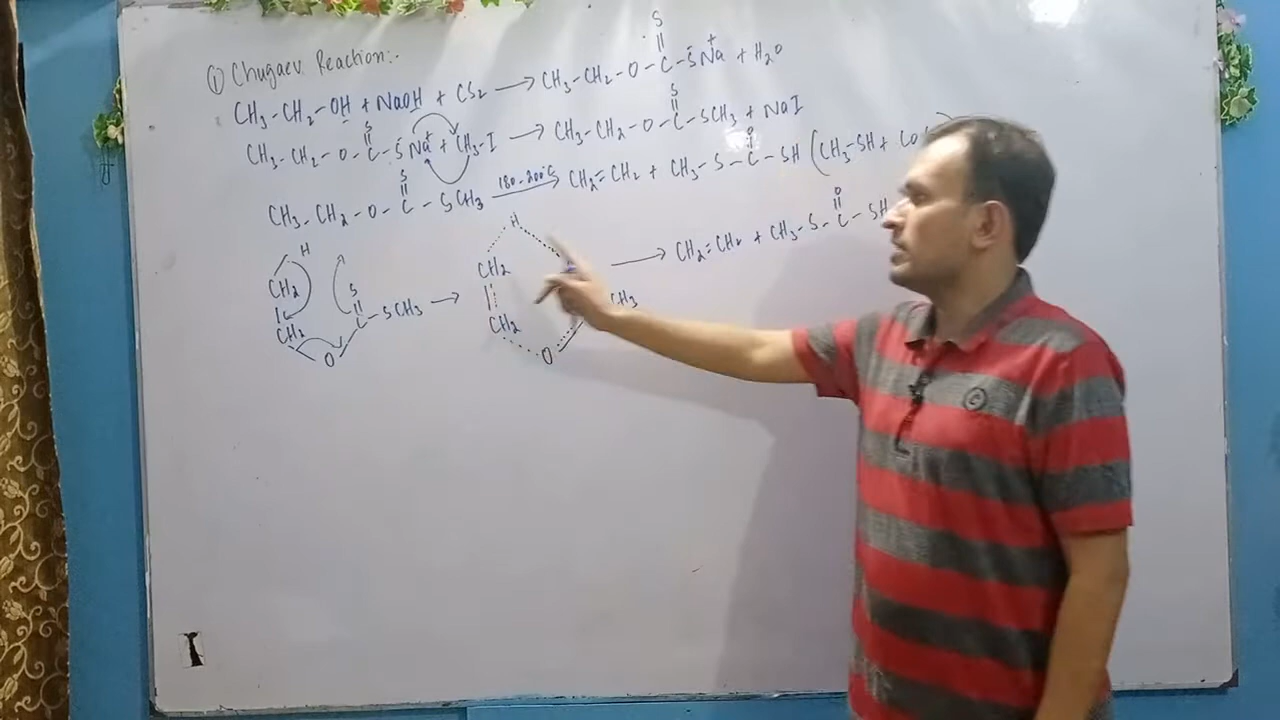 ① Chugaev Reaction:-
CH3-CH2-OH + NaOH + CS2 → CH3-CH2-O-C(=S)-S⁻Na⁺ + H2O
CH3-CH2-O-C(=S)-S⁻Na⁺ + CH3-I → CH3-CH2-O-C(=S)-SCH3 + NaI
CH3-CH2-O-C(=S)-SCH3 180-200°C → CH2=CH2 + CH3-S-C(=O)-SH (CH3-SH + CO
H CH2 CH2 O C S SCH3 → H CH2 CH2 O CH3 → CH2=CH2 + CH3-S-C(=O)-SH
I